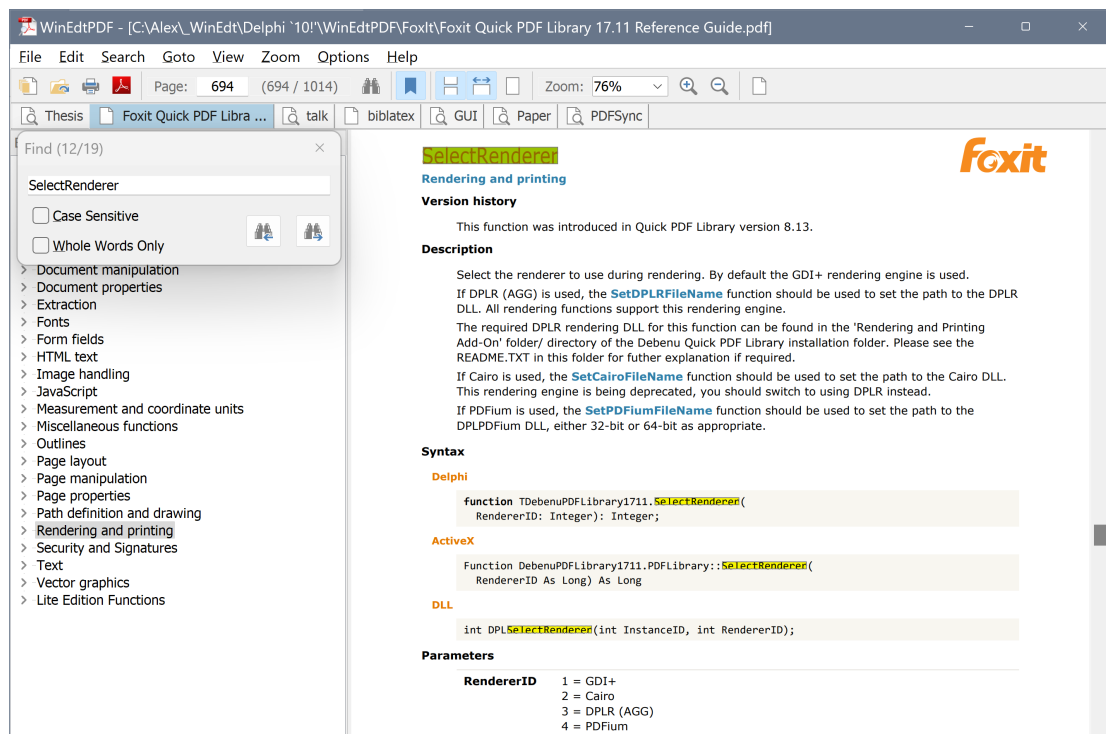 WinEdtPDF - [C:\Alex\_WinEdt\Delphi `10!'\WinEdtPDF\FoxIt\Foxit Quick PDF Library 17.11 Reference Guide.pdf]
File Edit Search Goto View Zoom Options Help
Page: 694 (694 / 1014) Zoom: 76%
Thesis Foxit Quick PDF Libra ... talk biblatex GUI Paper PDFSync
Find (12/19)
SelectRenderer
Case Sensitive
Whole Words Only
Document manipulation
Document properties
Extraction
Fonts
Form fields
HTML text
Image handling
JavaScript
Measurement and coordinate units
Miscellaneous functions
Outlines
Page layout
Page manipulation
Page properties
Path definition and drawing
Rendering and printing
Security and Signatures
Text
Vector graphics
Lite Edition Functions
Foxit
SelectRenderer
Rendering and printing
Version history
This function was introduced in Quick PDF Library version 8.13.
Description
Select the renderer to use during rendering. By default the GDI+ rendering engine is used.
If DPLR (AGG) is used, the SetDPLRFileName function should be used to set the path to the DPLR
DLL. All rendering functions support this rendering engine.
The required DPLR rendering DLL for this function can be found in the 'Rendering and Printing
Add-On' folder/ directory of the Debenu Quick PDF Library installation folder. Please see the
README.TXT in this folder for futher explanation if required.
If Cairo is used, the SetCairoFileName function should be used to set the path to the Cairo DLL.
This rendering engine is being deprecated, you should switch to using DPLR instead.
If PDFium is used, the SetPDFiumFileName function should be used to set the path to the
DPLPDFium DLL, either 32-bit or 64-bit as appropriate.
Syntax
Delphi
function TDebenuPDFLibrary1711.SelectRenderer(
RendererID: Integer): Integer;
ActiveX
Function DebenuPDFLibrary1711.PDFLibrary::SelectRenderer(
RendererID As Long) As Long
DLL
int DPLSelectRenderer(int InstanceID, int RendererID);
Parameters
RendererID 1 = GDI+
2 = Cairo
3 = DPLR (AGG)
4 = PDFium